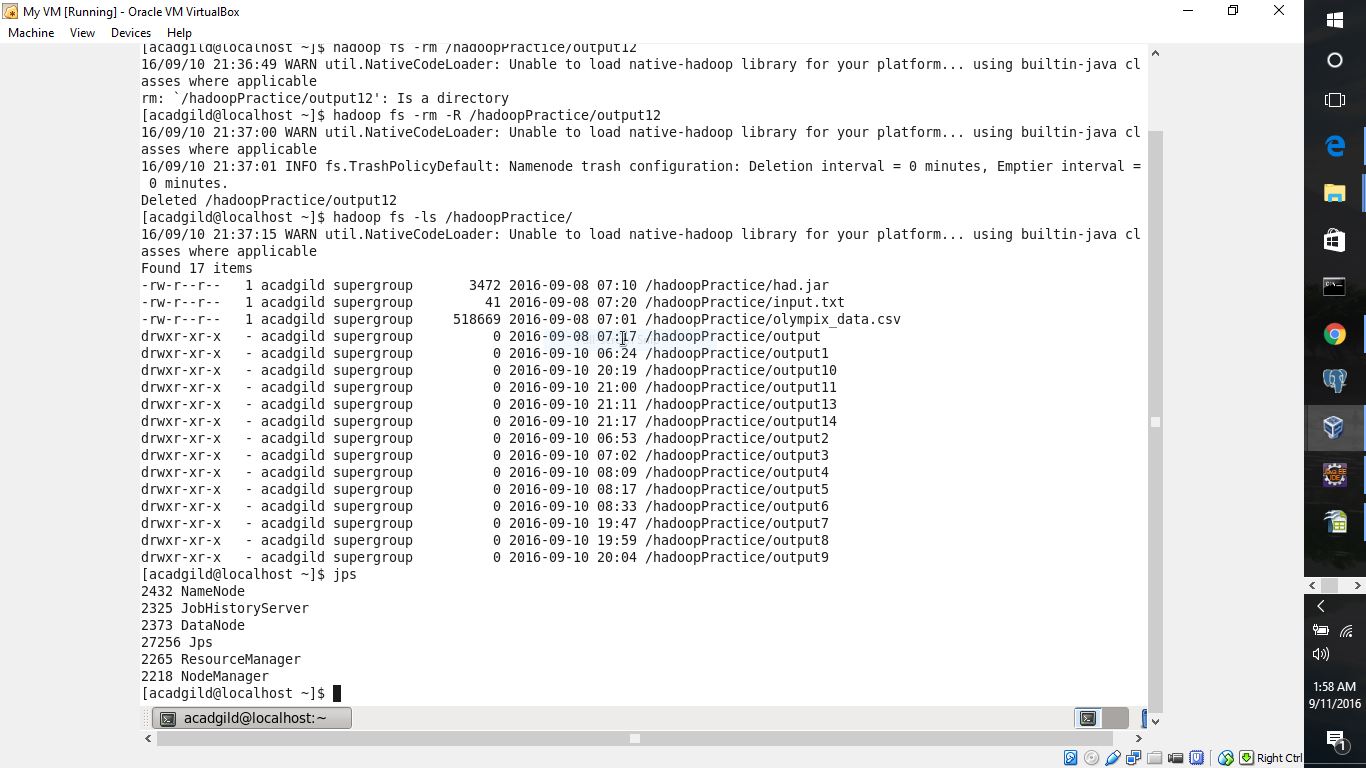 My VM [Running] - Oracle VM VirtualBox
Machine View Devices Help
[acadgild@localhost ~]$ hadoop fs -rm /hadoopPractice/output12
16/09/10 21:36:49 WARN util.NativeCodeLoader: Unable to load native-hadoop library for your platform... using builtin-java cl
asses where applicable
rm: `/hadoopPractice/output12': Is a directory
[acadgild@localhost ~]$ hadoop fs -rm -R /hadoopPractice/output12
16/09/10 21:37:00 WARN util.NativeCodeLoader: Unable to load native-hadoop library for your platform... using builtin-java cl
asses where applicable
16/09/10 21:37:01 INFO fs.TrashPolicyDefault: Namenode trash configuration: Deletion interval = 0 minutes, Emptier interval =
 0 minutes.
Deleted /hadoopPractice/output12
[acadgild@localhost ~]$ hadoop fs -ls /hadoopPractice/
16/09/10 21:37:15 WARN util.NativeCodeLoader: Unable to load native-hadoop library for your platform... using builtin-java cl
asses where applicable
Found 17 items
-rw-r--r--   1 acadgild supergroup       3472 2016-09-08 07:10 /hadoopPractice/had.jar
-rw-r--r--   1 acadgild supergroup         41 2016-09-08 07:20 /hadoopPractice/input.txt
-rw-r--r--   1 acadgild supergroup     518669 2016-09-08 07:01 /hadoopPractice/olympix_data.csv
drwxr-xr-x   - acadgild supergroup          0 2016-09-08 07:17 /hadoopPractice/output
drwxr-xr-x   - acadgild supergroup          0 2016-09-10 06:24 /hadoopPractice/output1
drwxr-xr-x   - acadgild supergroup          0 2016-09-10 20:19 /hadoopPractice/output10
drwxr-xr-x   - acadgild supergroup          0 2016-09-10 21:00 /hadoopPractice/output11
drwxr-xr-x   - acadgild supergroup          0 2016-09-10 21:11 /hadoopPractice/output13
drwxr-xr-x   - acadgild supergroup          0 2016-09-10 21:17 /hadoopPractice/output14
drwxr-xr-x   - acadgild supergroup          0 2016-09-10 06:53 /hadoopPractice/output2
drwxr-xr-x   - acadgild supergroup          0 2016-09-10 07:02 /hadoopPractice/output3
drwxr-xr-x   - acadgild supergroup          0 2016-09-10 08:09 /hadoopPractice/output4
drwxr-xr-x   - acadgild supergroup          0 2016-09-10 08:17 /hadoopPractice/output5
drwxr-xr-x   - acadgild supergroup          0 2016-09-10 08:33 /hadoopPractice/output6
drwxr-xr-x   - acadgild supergroup          0 2016-09-10 19:47 /hadoopPractice/output7
drwxr-xr-x   - acadgild supergroup          0 2016-09-10 19:59 /hadoopPractice/output8
drwxr-xr-x   - acadgild supergroup          0 2016-09-10 20:04 /hadoopPractice/output9
[acadgild@localhost ~]$ jps
2432 NameNode
2325 JobHistoryServer
2373 DataNode
27256 Jps
2265 ResourceManager
2218 NodeManager
[acadgild@localhost ~]$
acadgild@localhost:~
Right Ctrl
1:58 AM
9/11/2016
1